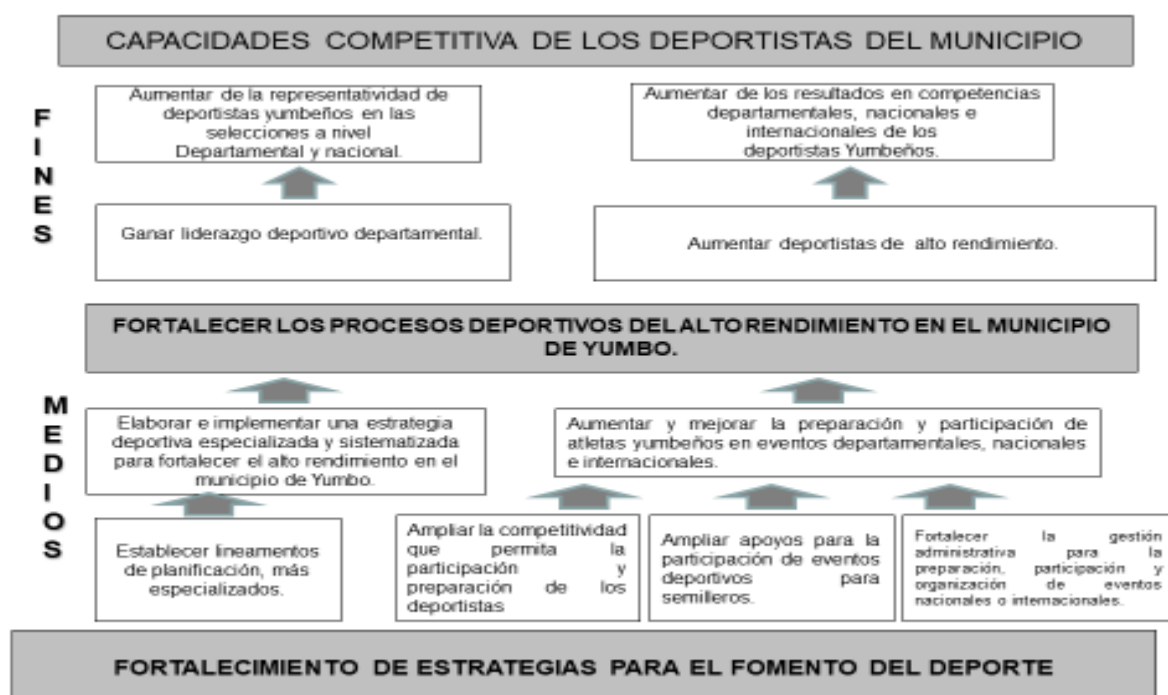 CAPACIDADES COMPETITIVA DE LOS DEPORTISTAS DEL MUNICIPIO
FINES
Aumentar de la representatividad de
deportistas yumbeños en las
selecciones a nivel
Departamental y nacional.
Aumentar de los resultados en competencias
departamentales, nacionales e
internacionales de los
deportistas Yumbeños.
Ganar liderazgo deportivo departamental.
Aumentar deportistas de alto rendimiento.
FORTALECER LOS PROCESOS DEPORTIVOS DEL ALTO RENDIMIENTO EN EL MUNICIPIO
DE YUMBO.
MEDIOS
Elaborar e implementar una estrategia
deportiva especializada y sistematizada
para fortalecer el alto rendimiento en el
municipio de Yumbo.
Aumentar y mejorar la preparación y participación de
atletas yumbeños en eventos departamentales, nacionales
e internacionales.
Establecer lineamentos
de planificación, más
especializados.
Ampliar la competitividad
que permita la
participación y
preparación de los
deportistas
Ampliar apoyos para la
participación de eventos
deportivos para
semilleros.
Fortalecer la gestión
administrativa para la
preparación, participación y
organización de eventos
nacionales o internacionales.
FORTALECIMIENTO DE ESTRATEGIAS PARA EL FOMENTO DEL DEPORTE